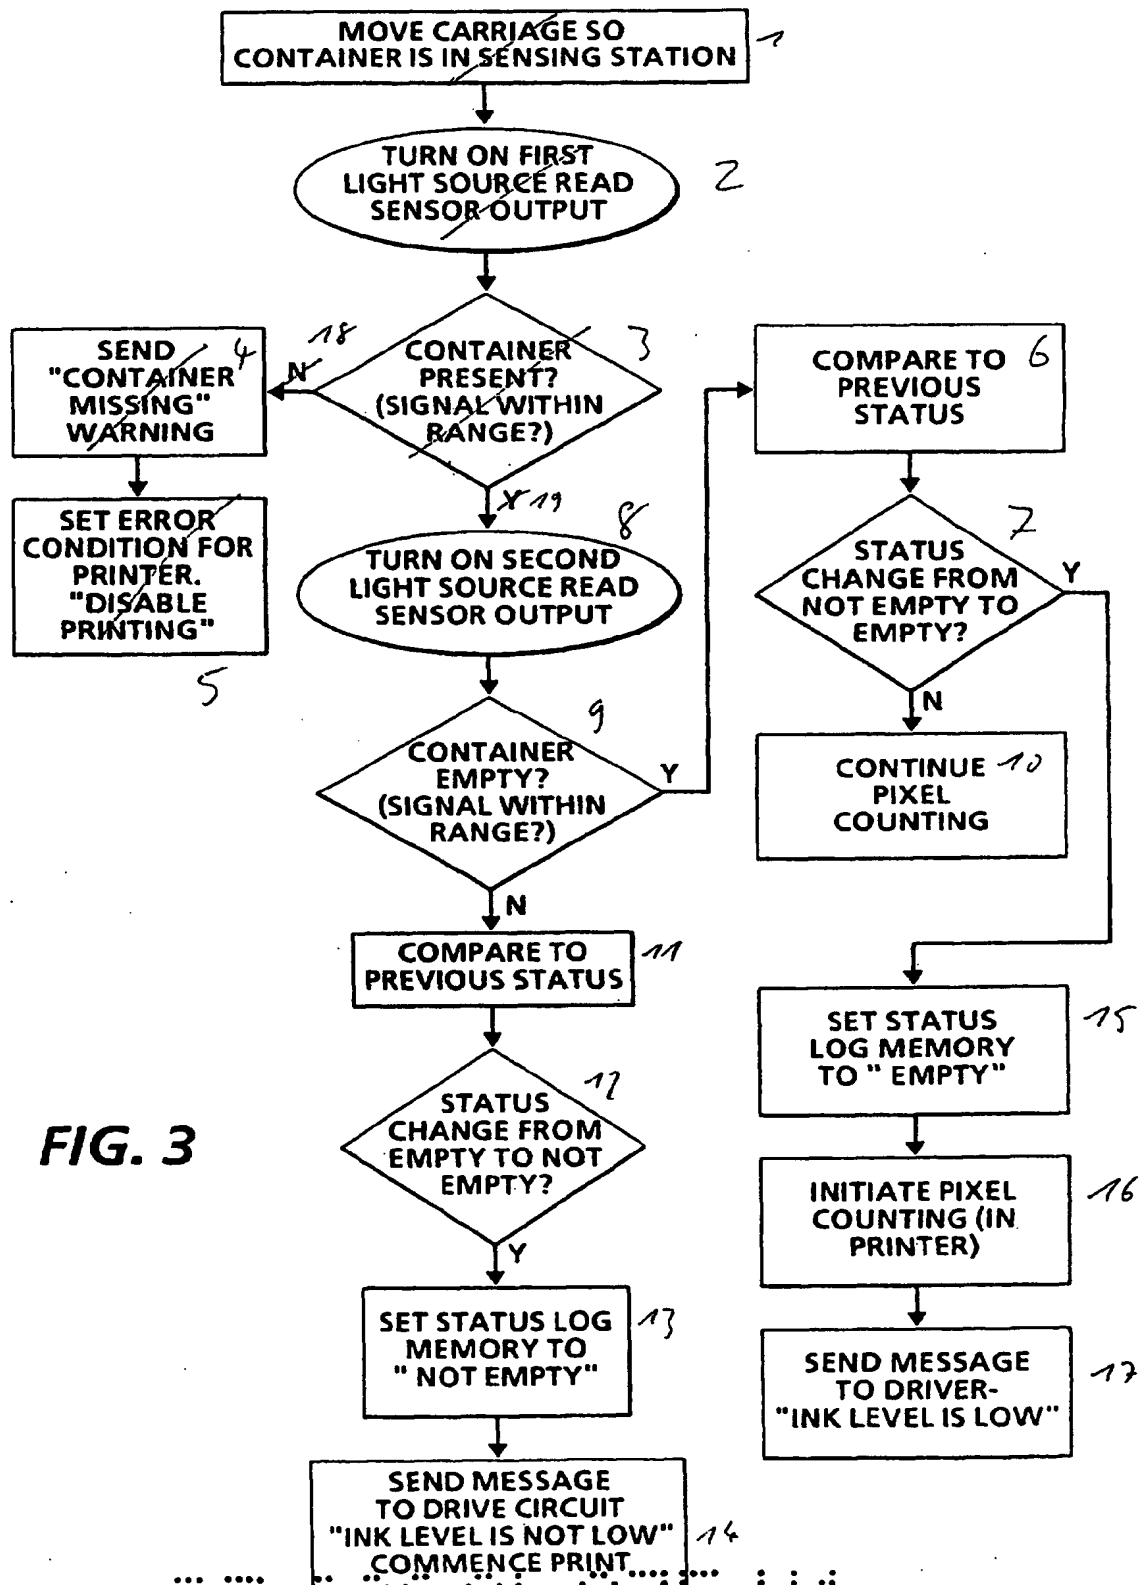 MOVE CARRIAGE SO
CONTAINER IS IN SENSING STATION
1
TURN ON FIRST
LIGHT SOURCE READ
SENSOR OUTPUT
2
CONTAINER
PRESENT?
(SIGNAL WITHIN
RANGE?)
3
N
18
SEND
"CONTAINER
MISSING"
WARNING
4
SET ERROR
CONDITION FOR
PRINTER.
"DISABLE
PRINTING"
5
Y 19
TURN ON SECOND
LIGHT SOURCE READ
SENSOR OUTPUT
8
CONTAINER
EMPTY?
(SIGNAL WITHIN
RANGE?)
9
Y
N
COMPARE TO
PREVIOUS
STATUS
6
STATUS
CHANGE FROM
NOT EMPTY TO
EMPTY?
7
Y
N
CONTINUE
PIXEL
COUNTING
10
COMPARE TO
PREVIOUS STATUS
11
STATUS
CHANGE FROM
EMPTY TO NOT
EMPTY?
12
Y
SET STATUS LOG
MEMORY TO
" NOT EMPTY"
13
SEND MESSAGE
TO DRIVE CIRCUIT
"INK LEVEL IS NOT LOW"
COMMENCE PRINT
14
SET STATUS
LOG MEMORY
TO " EMPTY"
15
INITIATE PIXEL
COUNTING (IN
PRINTER)
16
SEND MESSAGE
TO DRIVER-
"INK LEVEL IS LOW"
17
FIG. 3